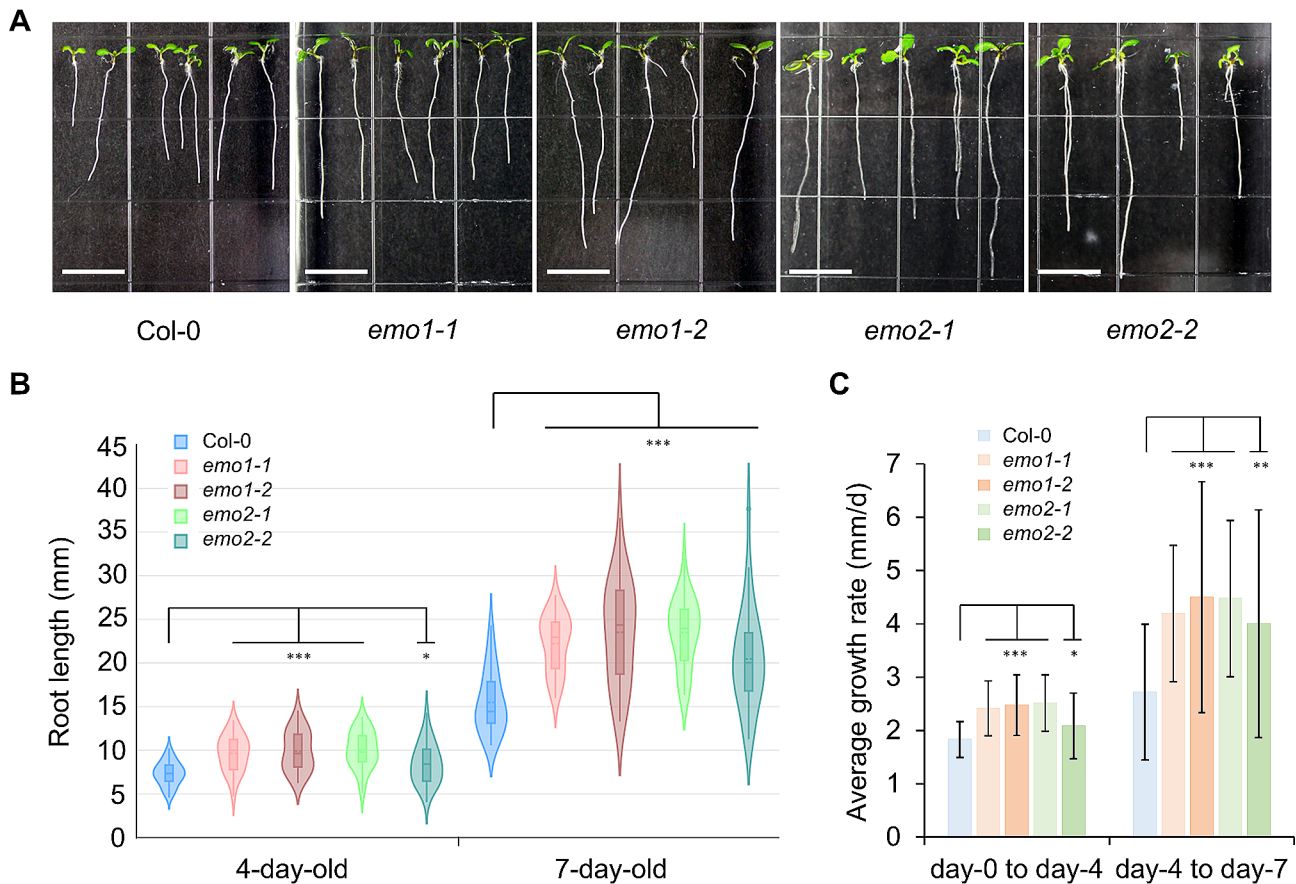 A
Col-0
emo1-1
emo1-2
emo2-1
emo2-2
B
Root length (mm)
45
40
35
30
25
20
15
10
5
0
Col-0
emo1-1
emo1-2
emo2-1
emo2-2
***
*
***
4-day-old
7-day-old
C
Average growth rate (mm/d)
7
6
5
4
3
2
1
0
Col-0
emo1-1
emo1-2
emo2-1
emo2-2
***
*
***
**
day-0 to day-4
day-4 to day-7